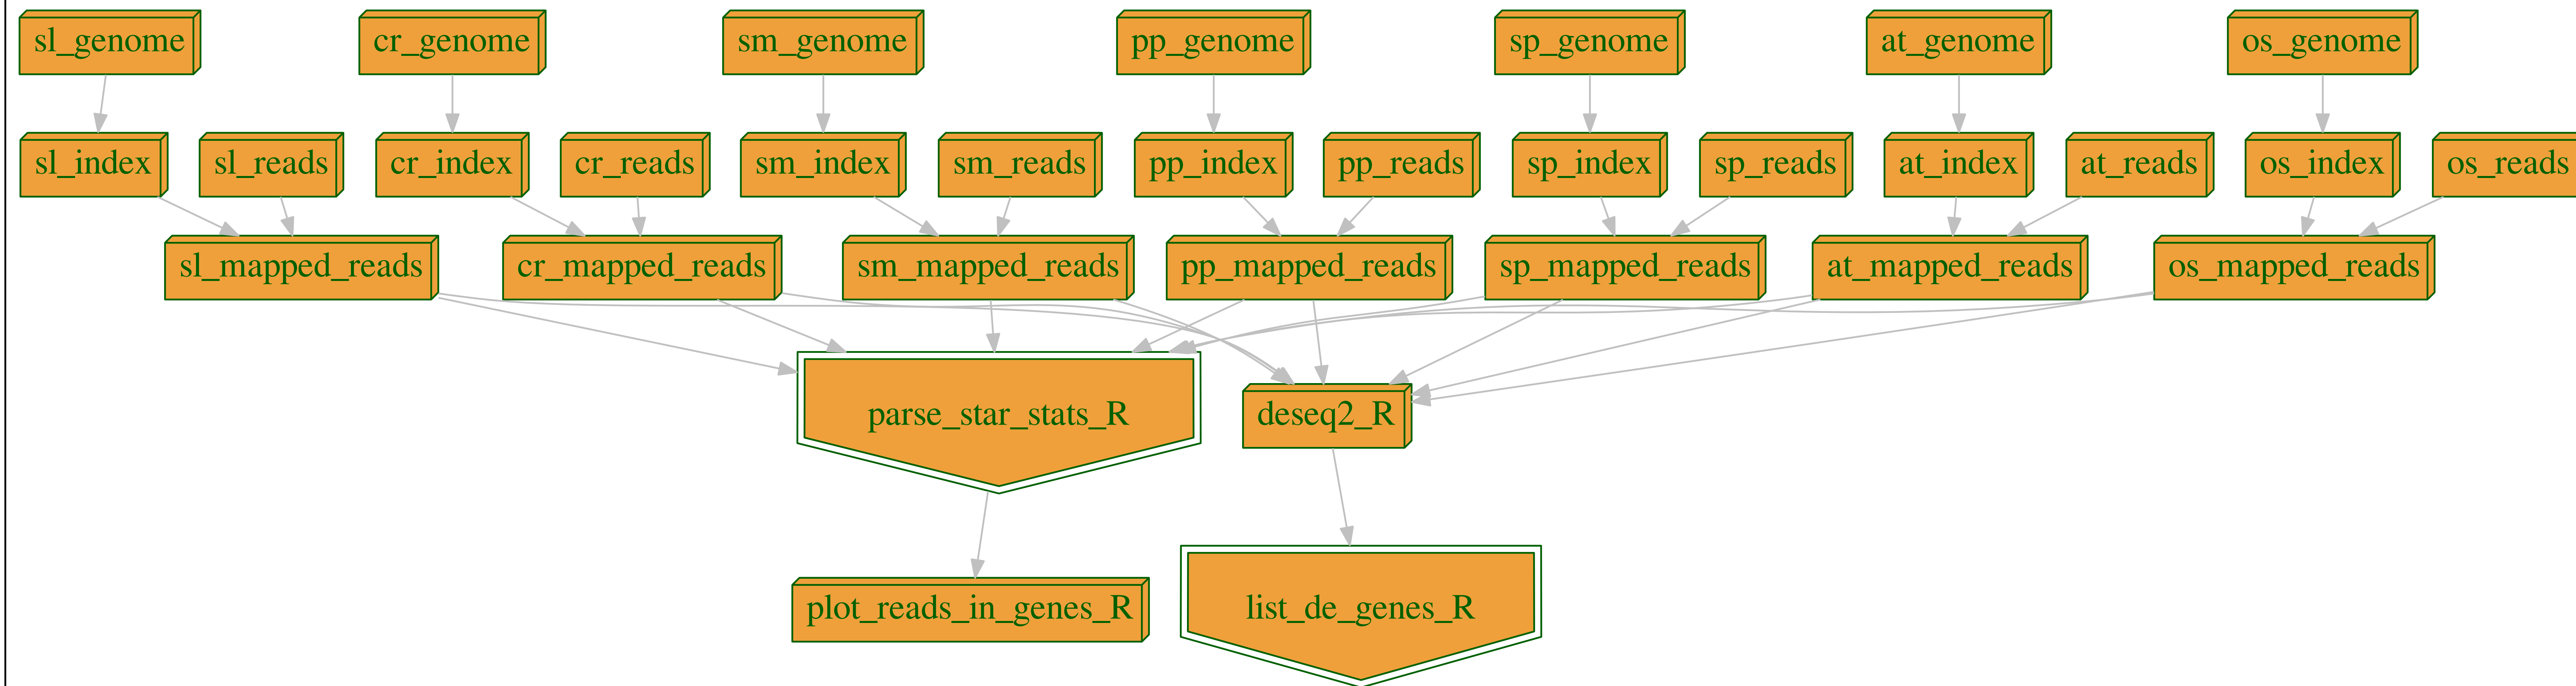 sl_genome cr_genome sm_genome pp_genome sp_genome at_genome os_genome
sl_index sl_reads cr_index cr_reads sm_index sm_reads pp_index pp_reads sp_index sp_reads at_index at_reads os_index os_reads
sl_mapped_reads cr_mapped_reads sm_mapped_reads pp_mapped_reads sp_mapped_reads at_mapped_reads os_mapped_reads
parse_star_stats_R deseq2_R
plot_reads_in_genes_R list_de_genes_R